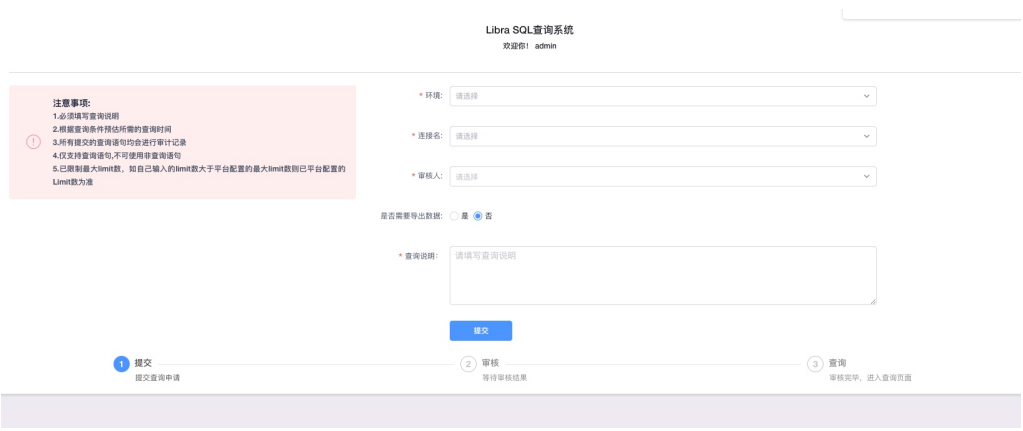 Libra SQL查询系统
欢迎你! admin
注意事项:
1.必须填写查询说明
2.根据查询条件预估所需的查询时间
3.所有提交的查询语句均会进行审计记录
4.仅支持查询语句,不可使用非查询语句
5.已限制最大limit数，如自己输入的limit数大于平台配置的最大limit数则已平台配置的
Limit数为准
* 环境: 请选择
* 连接名: 请选择
* 审核人: 请选择
是否需要导出数据: 是 否
* 查询说明: 请填写查询说明
提交
1 提交
提交查询申请
2 审核
等待审核结果
3 查询
审核完毕，进入查询页面